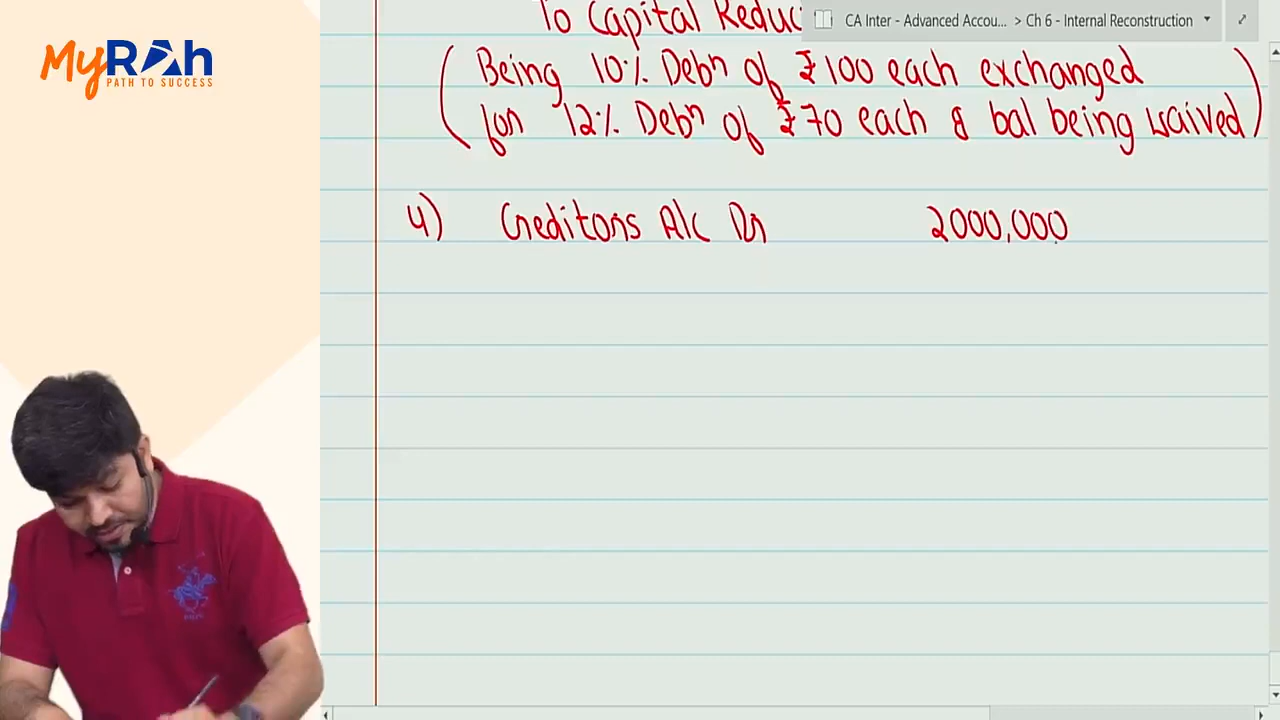 MyRAh
PATH TO SUCCESS
CA Inter - Advanced Accou... > Ch 6 - Internal Reconstruction
To Capital Reduc
(Being 10% Debn of ₹100 each exchanged
for 12% Debn of ₹70 each & bal being waived)
4) Creditors A/c Dr 2000,000